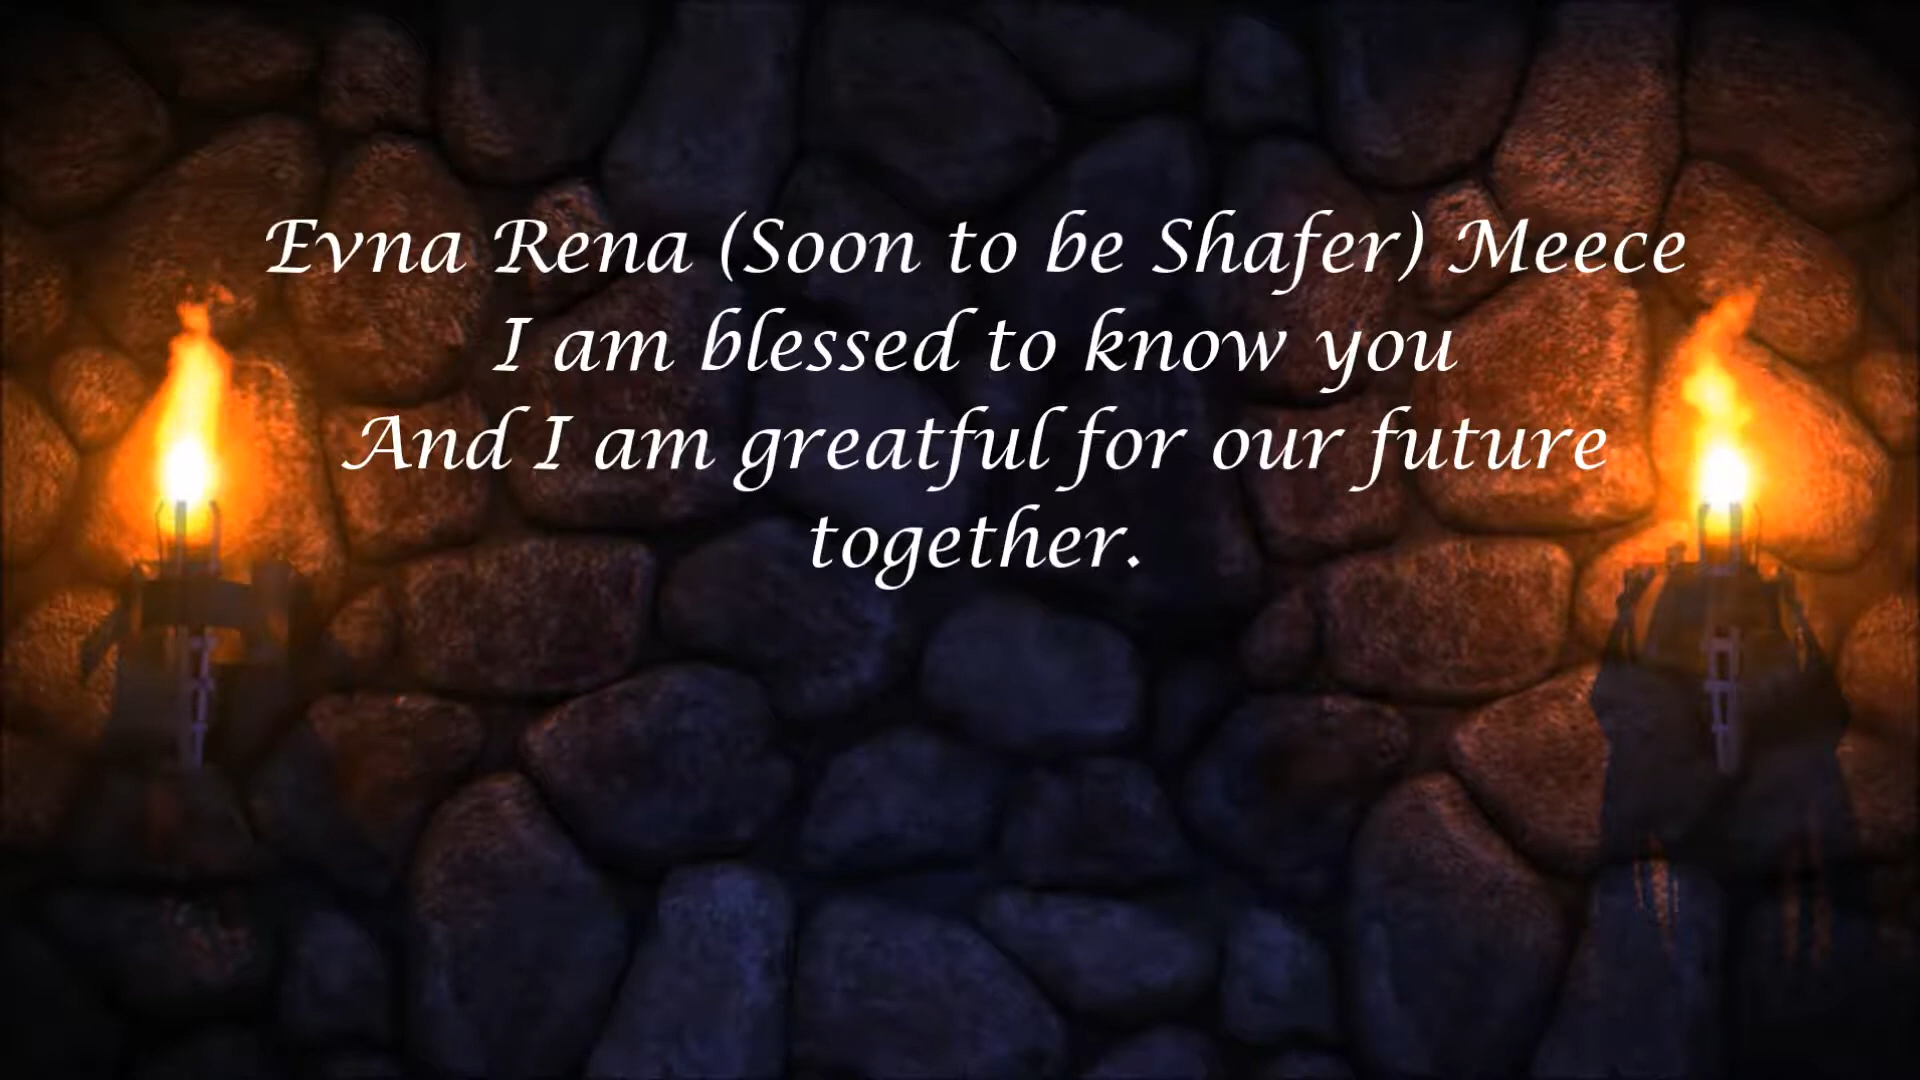 Evna Rena (Soon to be Shafer) Meece
I am blessed to know you
And I am greatful for our future
together.